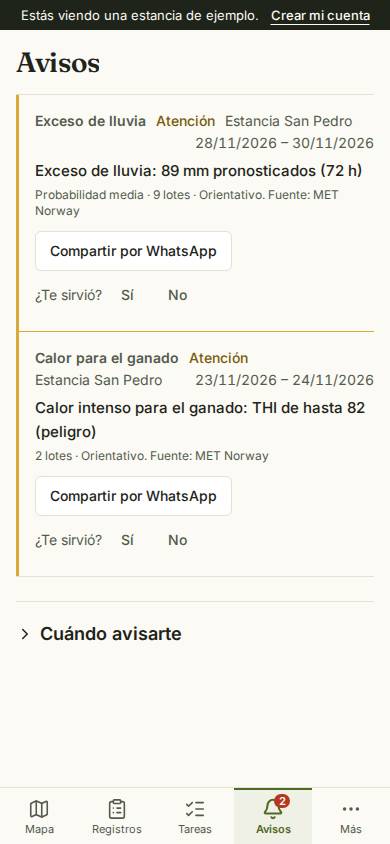 Estás viendo una estancia de ejemplo. Crear mi cuenta
Avisos
Exceso de lluvia Atención Estancia San Pedro
28/11/2026 – 30/11/2026
Exceso de lluvia: 89 mm pronosticados (72 h)
Probabilidad media · 9 lotes · Orientativo. Fuente: MET
Norway
Compartir por WhatsApp
¿Te sirvió? Sí No
Calor para el ganado Atención
Estancia San Pedro 23/11/2026 – 24/11/2026
Calor intenso para el ganado: THI de hasta 82
(peligro)
2 lotes · Orientativo. Fuente: MET Norway
Compartir por WhatsApp
¿Te sirvió? Sí No
Cuándo avisarte
2
Mapa Registros Tareas Avisos Más